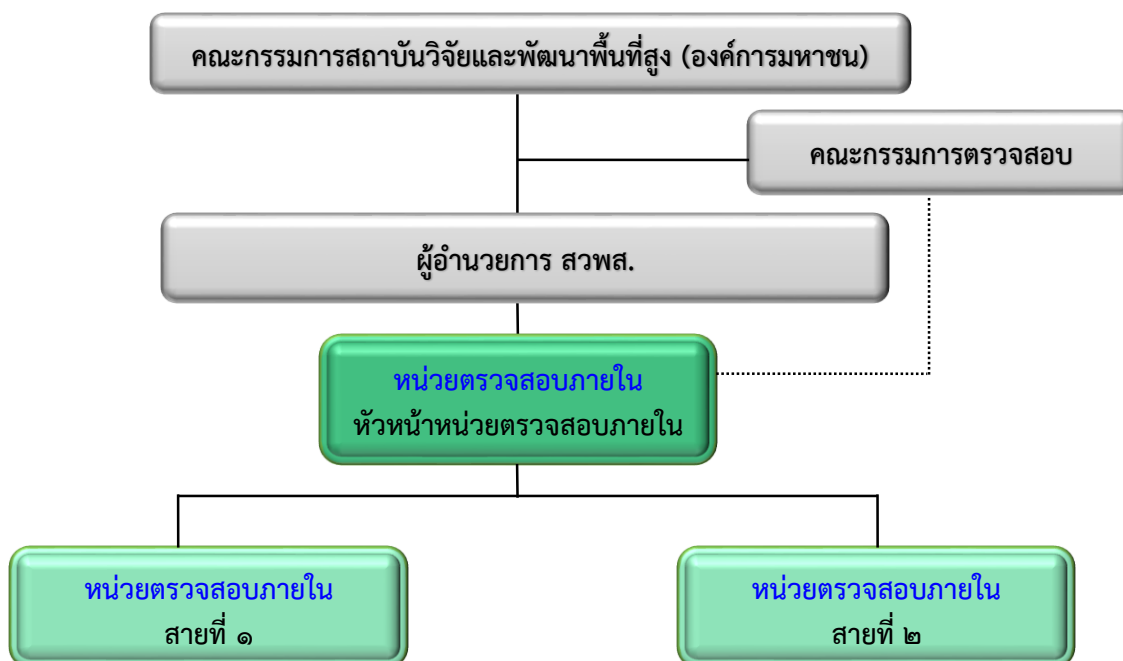 คณะกรรมการสถาบันวิจัยและพัฒนาพื้นที่สูง (องค์การมหาชน)
คณะกรรมการตรวจสอบ
ผู้อำนวยการ สวพส.
หน่วยตรวจสอบภายใน
หัวหน้าหน่วยตรวจสอบภายใน
หน่วยตรวจสอบภายใน
สายที่ ๑
หน่วยตรวจสอบภายใน
สายที่ ๒